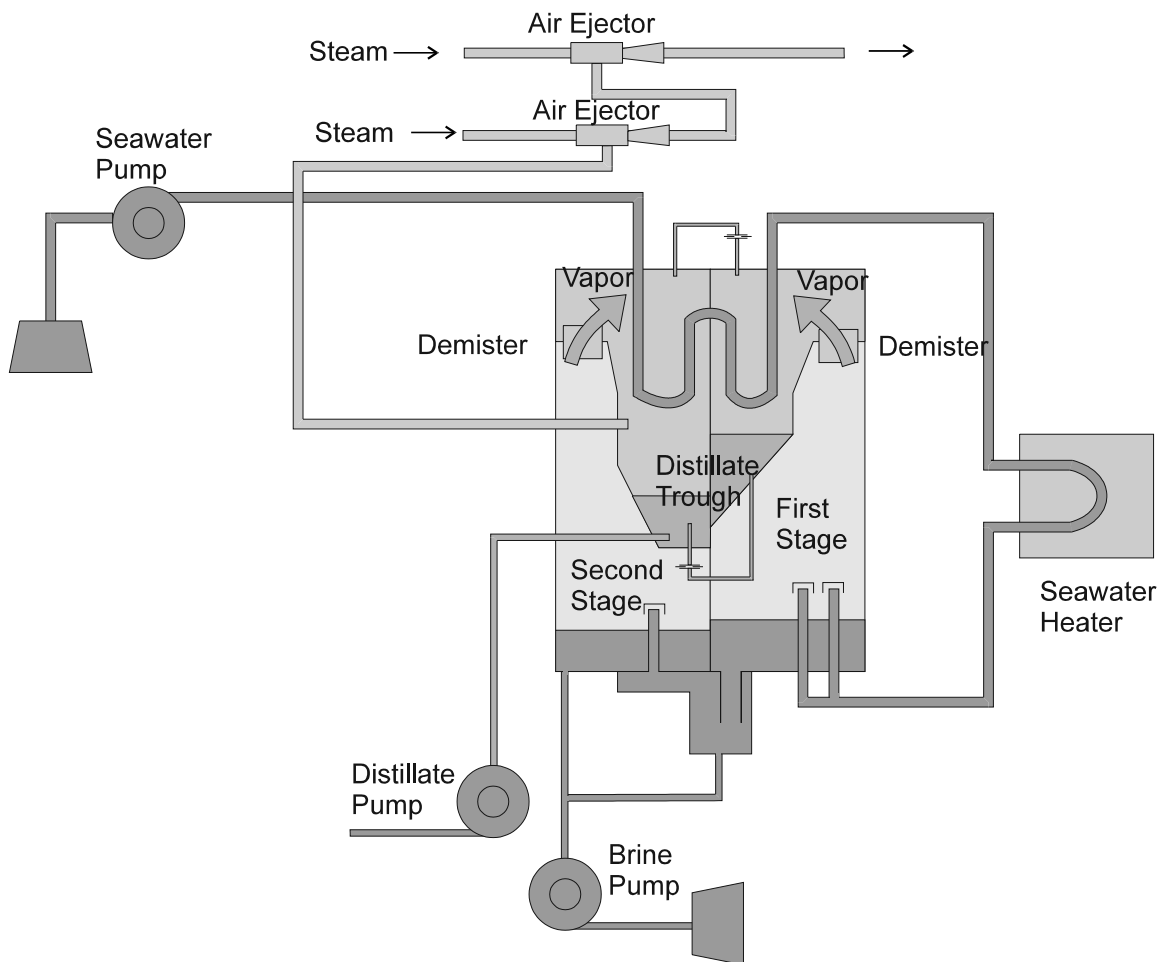 Air Ejector
Steam
Air Ejector
Steam
Seawater
Pump
Vapor
Vapor
Demister
Demister
Distillate
Trough
First
Stage
Second
Stage
Seawater
Heater
Distillate
Pump
Brine
Pump